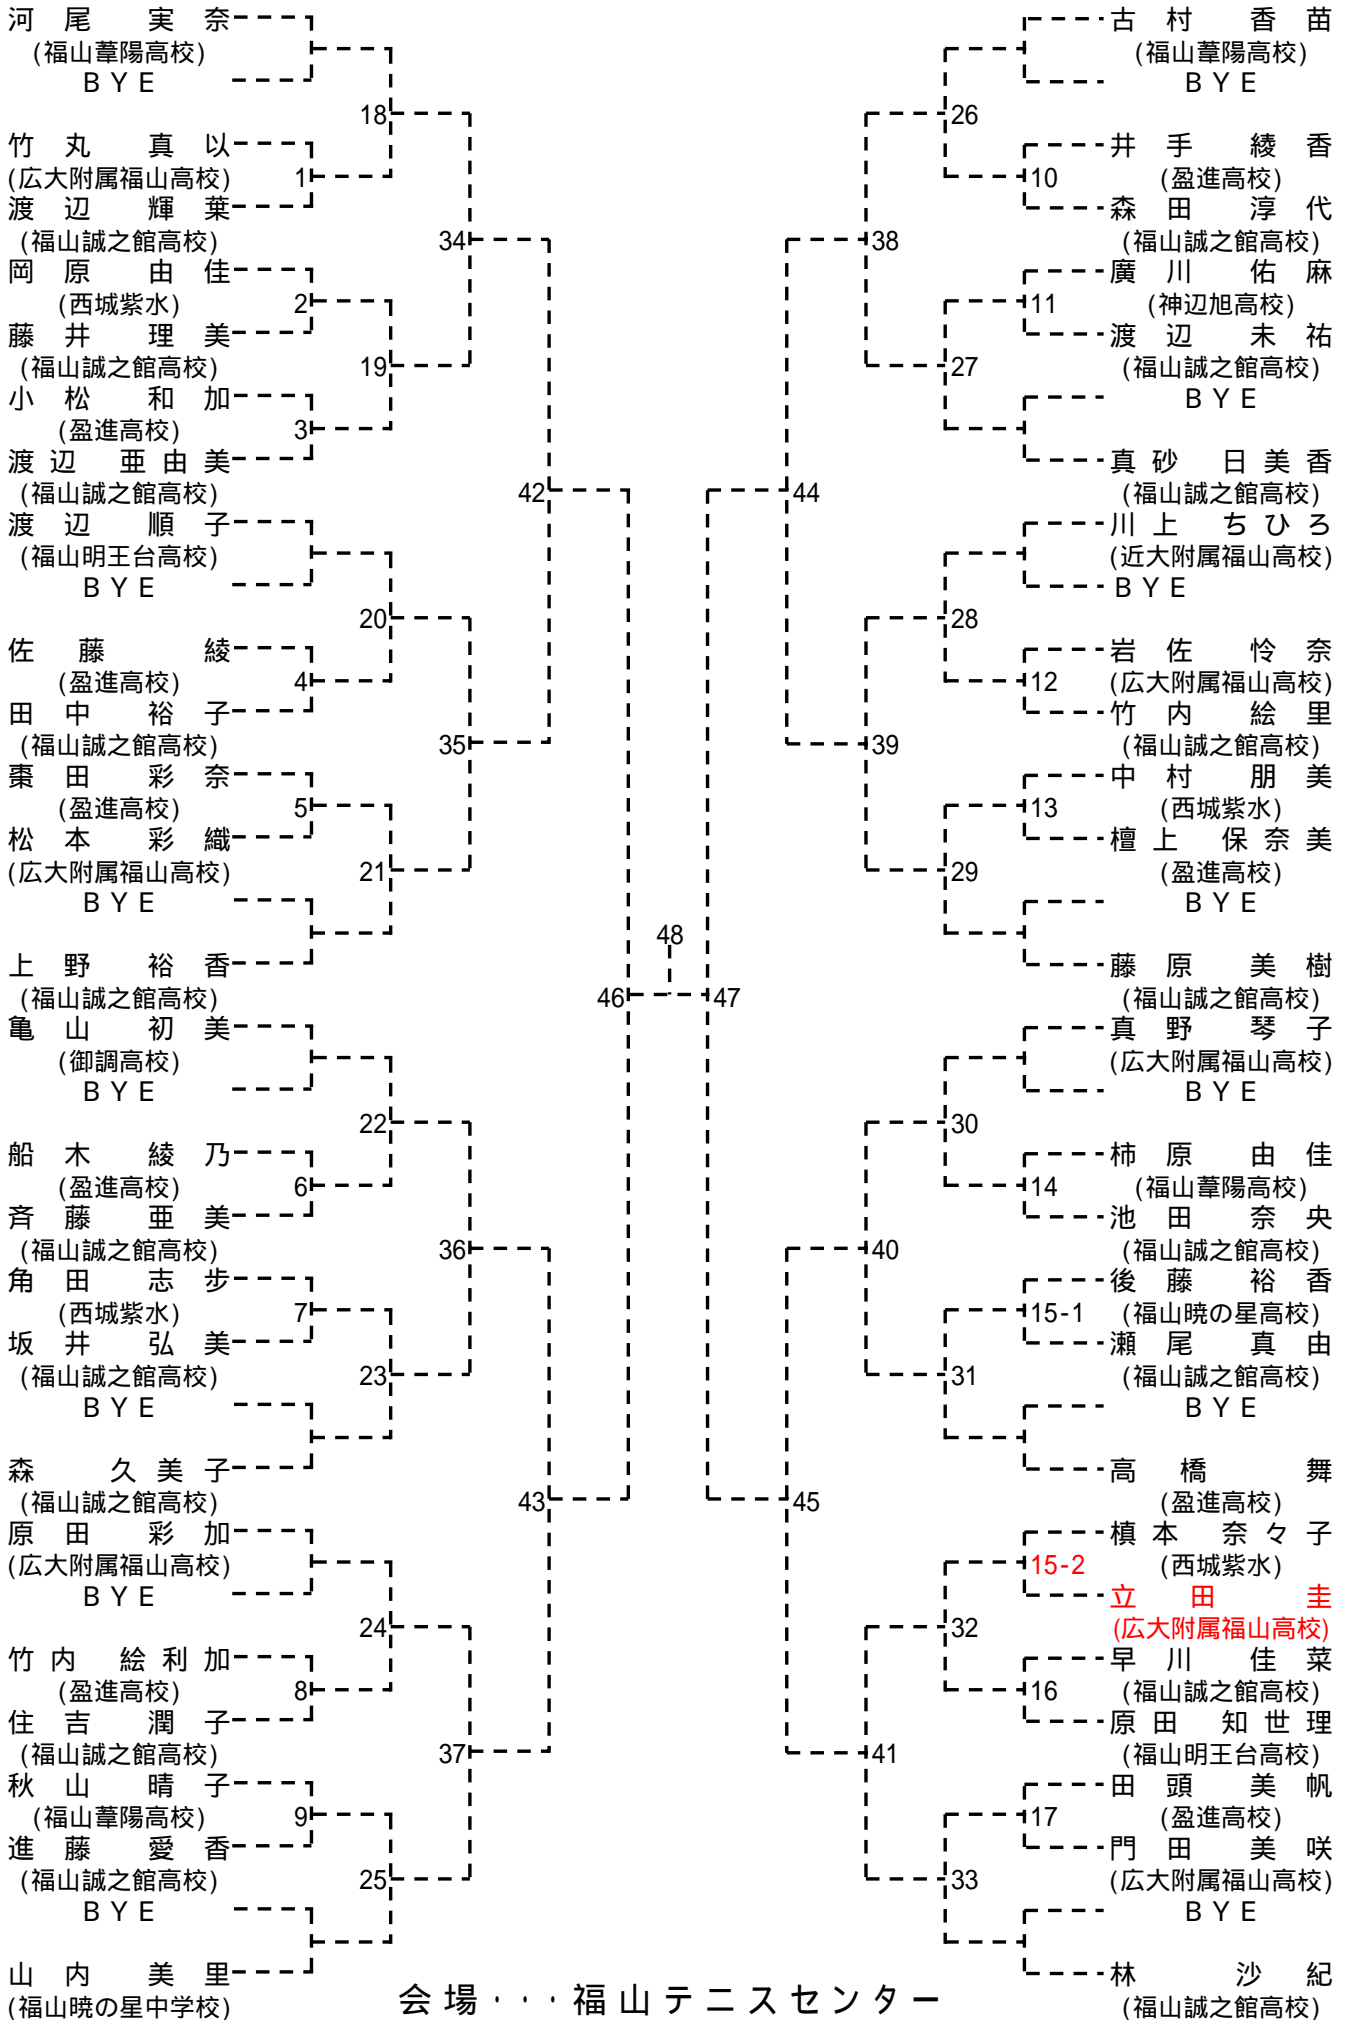 河尾 実奈
(福山葦陽高校)
BYE
18
竹丸 真以
(広大附属福山高校)
1
渡辺 輝葉
(福山誠之館高校)
34
岡原 由佳
(西城紫水)
2
藤井 理美
(福山誠之館高校)
19
小松 和加
(盈進高校)
3
渡辺 亜由美
(福山誠之館高校)
42
渡辺 順子
(福山明王台高校)
BYE
20
佐藤 綾
(盈進高校)
4
田中 裕子
(福山誠之館高校)
35
棗田 彩奈
(盈進高校)
5
松本 彩織
(広大附属福山高校)
21
BYE
上野 裕香
(福山誠之館高校)
46
亀山 初美
(御調高校)
BYE
22
船木 綾乃
(盈進高校)
6
斉藤 亜美
(福山誠之館高校)
36
角田 志歩
(西城紫水)
7
坂井 弘美
(福山誠之館高校)
23
BYE
森 久美子
(福山誠之館高校)
43
原田 彩加
(広大附属福山高校)
BYE
24
竹内 絵利加
(盈進高校)
8
住吉 潤子
(福山誠之館高校)
37
秋山 晴子
(福山葦陽高校)
9
進藤 愛香
(福山誠之館高校)
25
BYE
山内 美里
(福山暁の星中学校)
48
古村 香苗
(福山葦陽高校)
BYE
26
井手 綾香
10
(盈進高校)
森田 淳代
38
(福山誠之館高校)
廣川 佑麻
11
(神辺旭高校)
渡辺 未祐
27
(福山誠之館高校)
BYE
真砂 日美香
44
(福山誠之館高校)
川上 ちひろ
(近大附属福山高校)
BYE
28
岩佐 怜奈
12
(広大附属福山高校)
竹内 絵里
39
(福山誠之館高校)
中村 朋美
13
(西城紫水)
檀上 保奈美
29
(盈進高校)
BYE
藤原 美樹
47
(福山誠之館高校)
真野 琴子
(広大附属福山高校)
BYE
30
柿原 由佳
14
(福山葦陽高校)
池田 奈央
40
(福山誠之館高校)
後藤 裕香
15-1
(福山暁の星高校)
瀬尾 真由
31
(福山誠之館高校)
BYE
高橋 舞
45
(盈進高校)
槙本 奈々子
15-2
(西城紫水)
立田 圭
32
(広大附属福山高校)
早川 佳菜
16
(福山誠之館高校)
原田 知世理
41
(福山明王台高校)
田頭 美帆
17
(盈進高校)
門田 美咲
33
(広大附属福山高校)
BYE
林 沙紀
(福山誠之館高校)
会場・・・福山テニスセンター